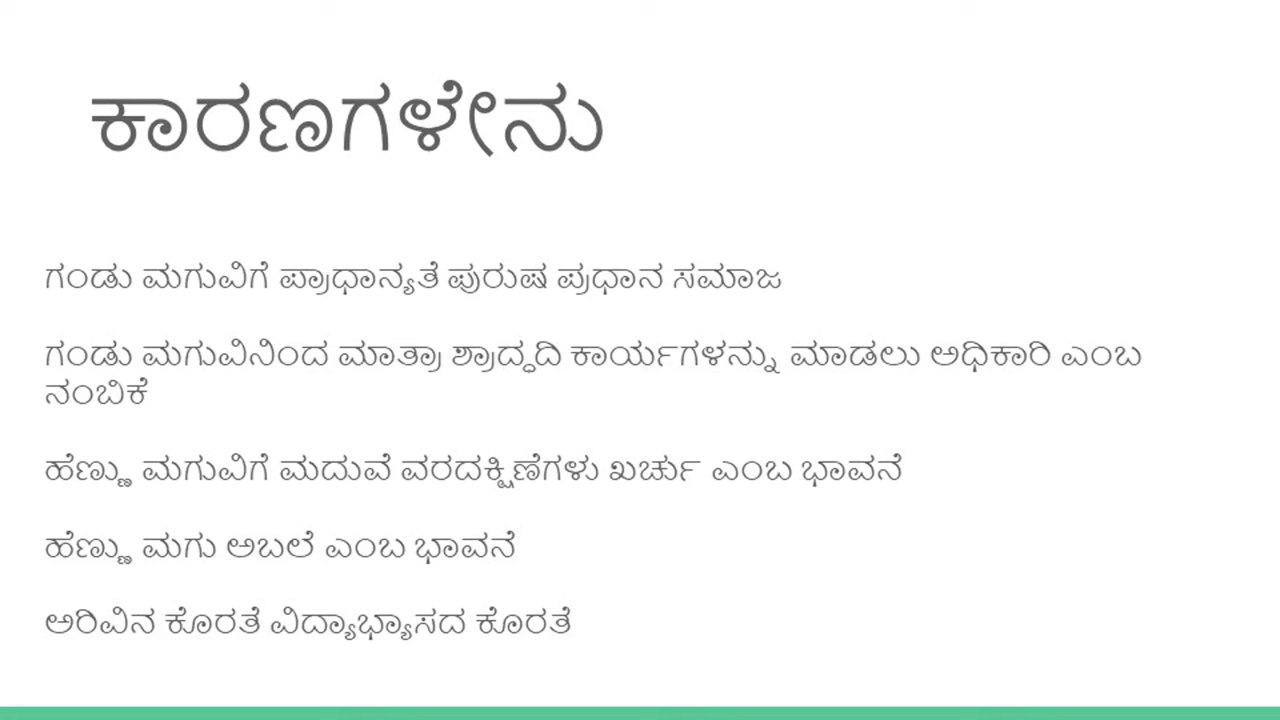 ಕಾರಣಗಳೇನು
ಗಂಡು ಮಗುವಿಗೆ ಪ್ರಾಧಾನ್ಯತೆ ಪುರುಷ ಪ್ರಧಾನ ಸಮಾಜ
ಗಂಡು ಮಗುವಿನಿಂದ ಮಾತ್ರಾ ಶ್ರಾದ್ಧದಿ ಕಾರ್ಯಗಳನ್ನು ಮಾಡಲು ಅಧಿಕಾರಿ ಎಂಬ
ನಂಬಿಕೆ
ಹೆಣ್ಣು ಮಗುವಿಗೆ ಮದುವೆ ವರದಕ್ಷಿಣೆಗಳು ಖರ್ಚು ಎಂಬ ಭಾವನೆ
ಹೆಣ್ಣು ಮಗು ಅಬಲೆ ಎಂಬ ಭಾವನೆ
ಅರಿವಿನ ಕೊರತೆ ವಿದ್ಯಾಭ್ಯಾಸದ ಕೊರತೆ